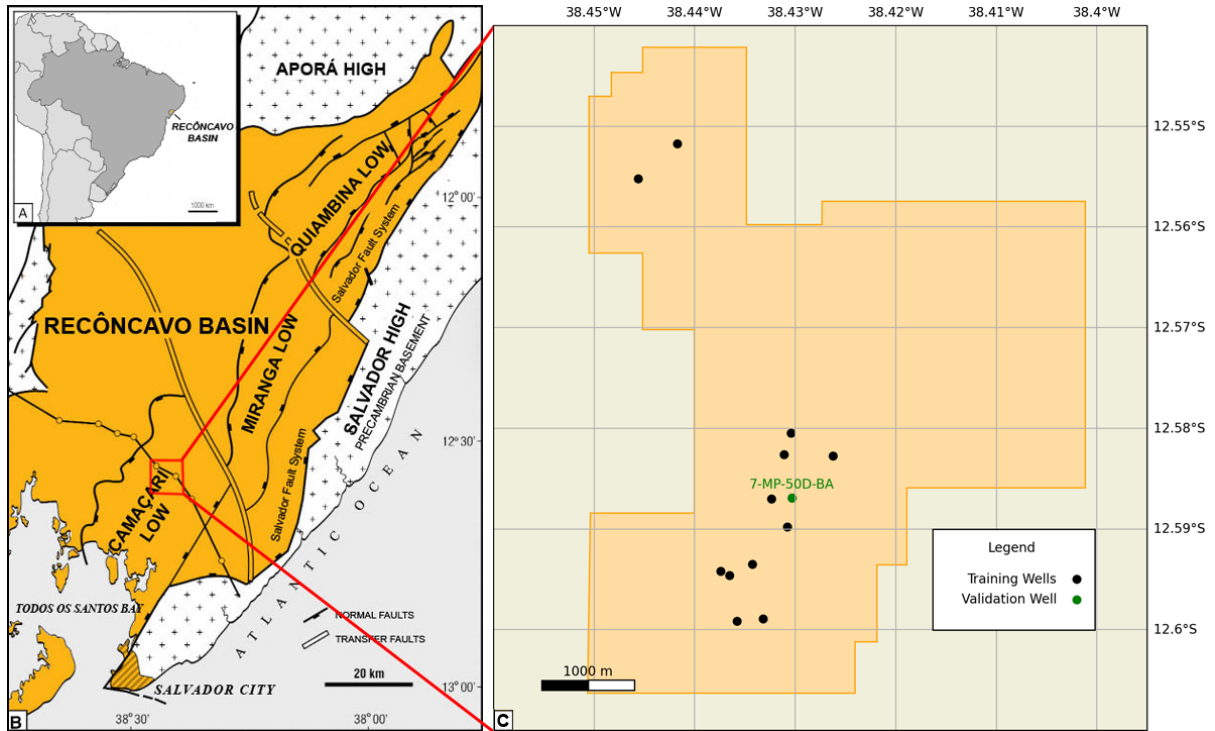 APORÁ HIGH
RECÔNCAVO
BASIN
1000 km
A
QUIAMBINA LOW
Salvador Fault System
12° 00'
RECÔNCAVO BASIN
MIRANGA LOW
SALVADOR HIGH
PRECAMBRIAN BASEMENT
12°30'
Salvador Fault System
CAMAÇARI
LOW
ATLANTIC OCEAN
TODOS OS SANTOS BAY
NORMAL FAULTS
TRANSFER FAULTS
20 km
SALVADOR CITY
13°00'
B
38°30'
38° 00'
38.45°W
38.44°W
38.43°W
38.42°W
38.41°W
38.4°W
12.55°S
12.56°S
12.57°S
12.58°S
7-MP-50D-BA
12.59°S
Legend
Training Wells
Validation Well
12.6°S
1000 m
C